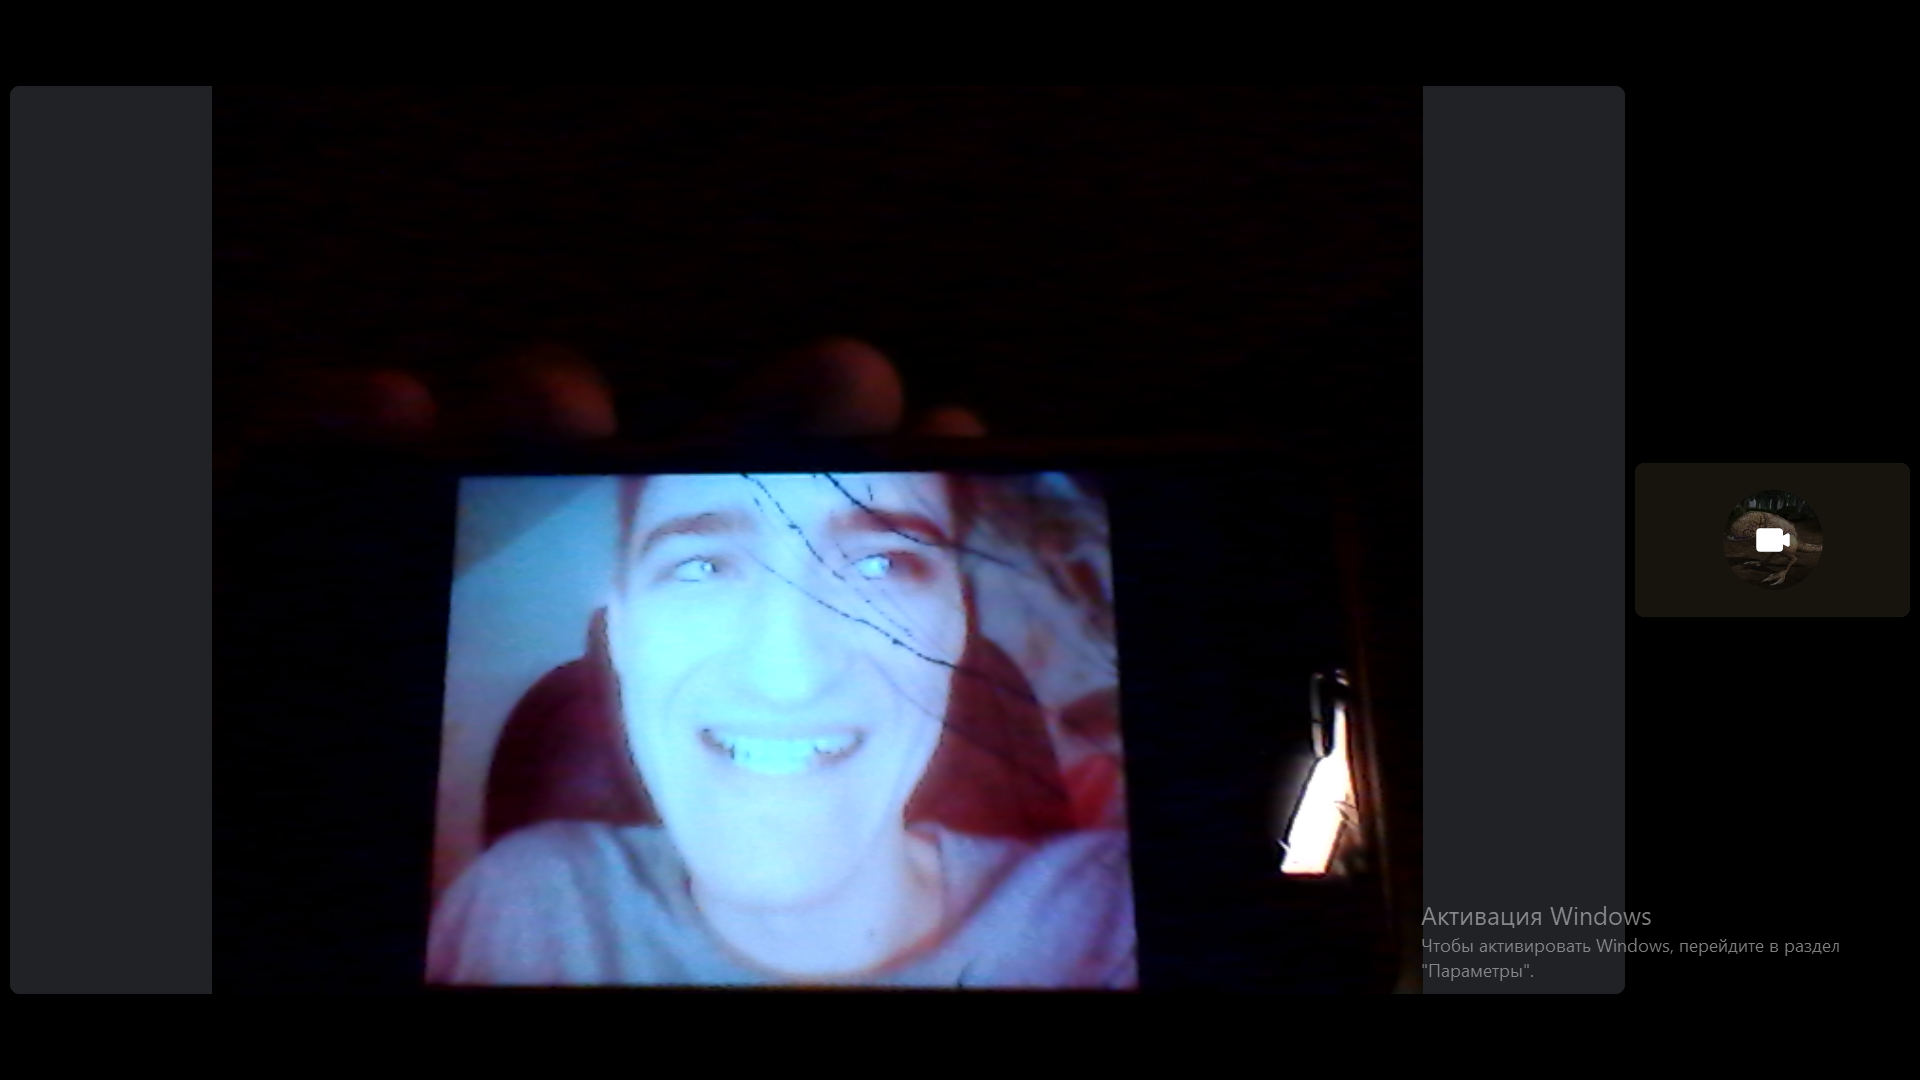 Активация Windows
Чтобы активировать Windows, перейдите в раздел
"Параметры".